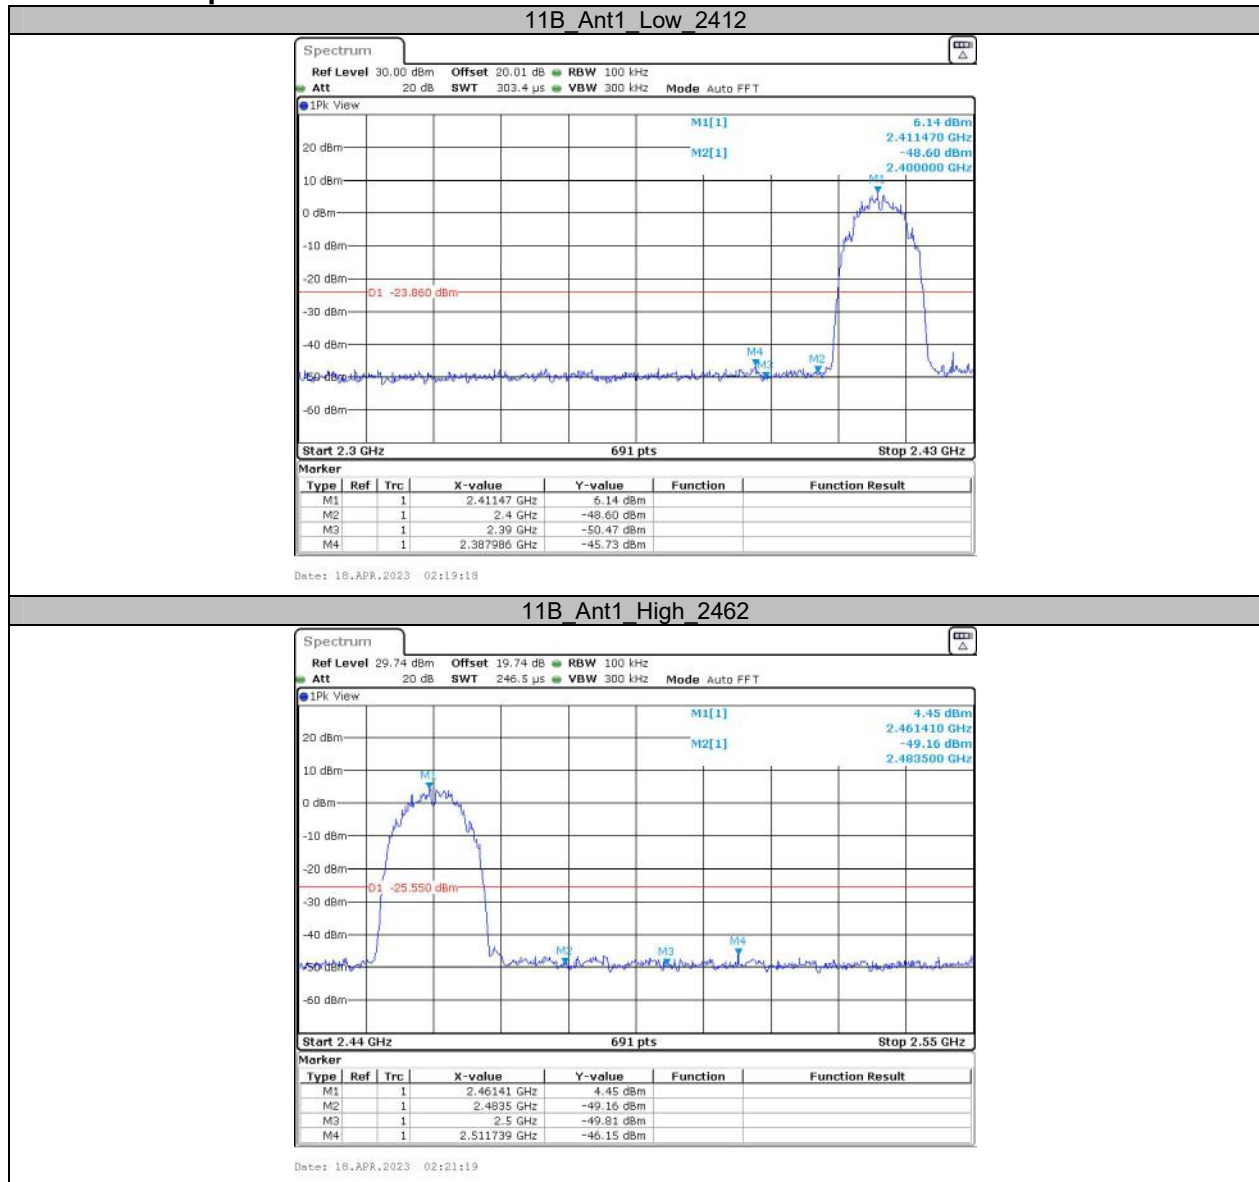 11B_Ant1_Low_2412
Spectrum
Ref Level 30.00 dBm Offset 20.01 dB RBW 100 kHz
Att 20 dB SWT 303.4 µs VBW 300 kHz Mode Auto FFT
1Pk View
M1[1] 6.14 dBm
2.411470 GHz
20 dBm
M2[1] -48.60 dBm
2.400000 GHz
10 dBm
M1
0 dBm
-10 dBm
-20 dBm
D1 -23.860 dBm
-30 dBm
-40 dBm
M4
M3
M2
-50 dBm
-60 dBm
Start 2.3 GHz 691 pts Stop 2.43 GHz
Marker
Type Ref Trc X-value Y-value Function Function Result
M1 1 2.41147 GHz 6.14 dBm
M2 1 2.4 GHz -48.60 dBm
M3 1 2.39 GHz -50.47 dBm
M4 1 2.387986 GHz -45.73 dBm
Date: 18.APR.2023 02:19:18
11B_Ant1_High_2462
Spectrum
Ref Level 29.74 dBm Offset 19.74 dB RBW 100 kHz
Att 20 dB SWT 246.5 µs VBW 300 kHz Mode Auto FFT
1Pk View
M1[1] 4.45 dBm
2.461410 GHz
20 dBm
M2[1] -49.16 dBm
2.483500 GHz
10 dBm
M1
0 dBm
-10 dBm
-20 dBm
D1 -25.550 dBm
-30 dBm
-40 dBm
M2
M3
M4
-50 dBm
-60 dBm
Start 2.44 GHz 691 pts Stop 2.55 GHz
Marker
Type Ref Trc X-value Y-value Function Function Result
M1 1 2.46141 GHz 4.45 dBm
M2 1 2.4835 GHz -49.16 dBm
M3 1 2.5 GHz -49.81 dBm
M4 1 2.511739 GHz -46.15 dBm
Date: 18.APR.2023 02:21:19